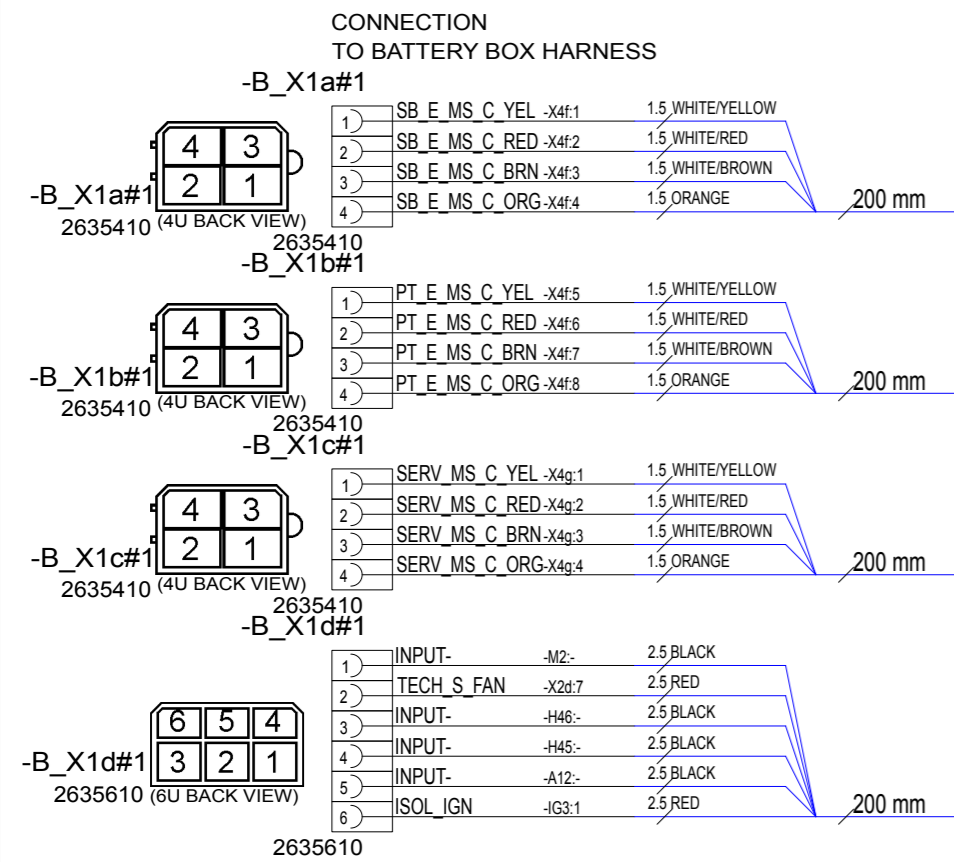 CONNECTION
TO BATTERY BOX HARNESS
-B_X1a#1
1 SB_E_MS_C_YEL -X4f:1 1.5 WHITE/YELLOW
2 SB_E_MS_C_RED -X4f:2 1.5 WHITE/RED
3 SB_E_MS_C_BRN -X4f:3 1.5 WHITE/BROWN
4 SB_E_MS_C_ORG -X4f:4 1.5 ORANGE
200 mm
4 3
2 1
-B_X1a#1
2635410 (4U BACK VIEW)
2635410
-B_X1b#1
1 PT_E_MS_C_YEL -X4f:5 1.5 WHITE/YELLOW
2 PT_E_MS_C_RED -X4f:6 1.5 WHITE/RED
3 PT_E_MS_C_BRN -X4f:7 1.5 WHITE/BROWN
4 PT_E_MS_C_ORG -X4f:8 1.5 ORANGE
200 mm
4 3
2 1
-B_X1b#1
2635410 (4U BACK VIEW)
2635410
-B_X1c#1
1 SERV_MS_C_YEL -X4g:1 1.5 WHITE/YELLOW
2 SERV_MS_C_RED -X4g:2 1.5 WHITE/RED
3 SERV_MS_C_BRN -X4g:3 1.5 WHITE/BROWN
4 SERV_MS_C_ORG -X4g:4 1.5 ORANGE
200 mm
4 3
2 1
-B_X1c#1
2635410 (4U BACK VIEW)
2635410
-B_X1d#1
1 INPUT- -M2:- 2.5 BLACK
2 TECH_S_FAN -X2d:7 2.5 RED
3 INPUT- -H46:- 2.5 BLACK
4 INPUT- -H45:- 2.5 BLACK
5 INPUT- -A12:- 2.5 BLACK
6 ISOL_IGN -IG3:1 2.5 RED
200 mm
6 5 4
3 2 1
-B_X1d#1
2635610 (6U BACK VIEW)
2635610